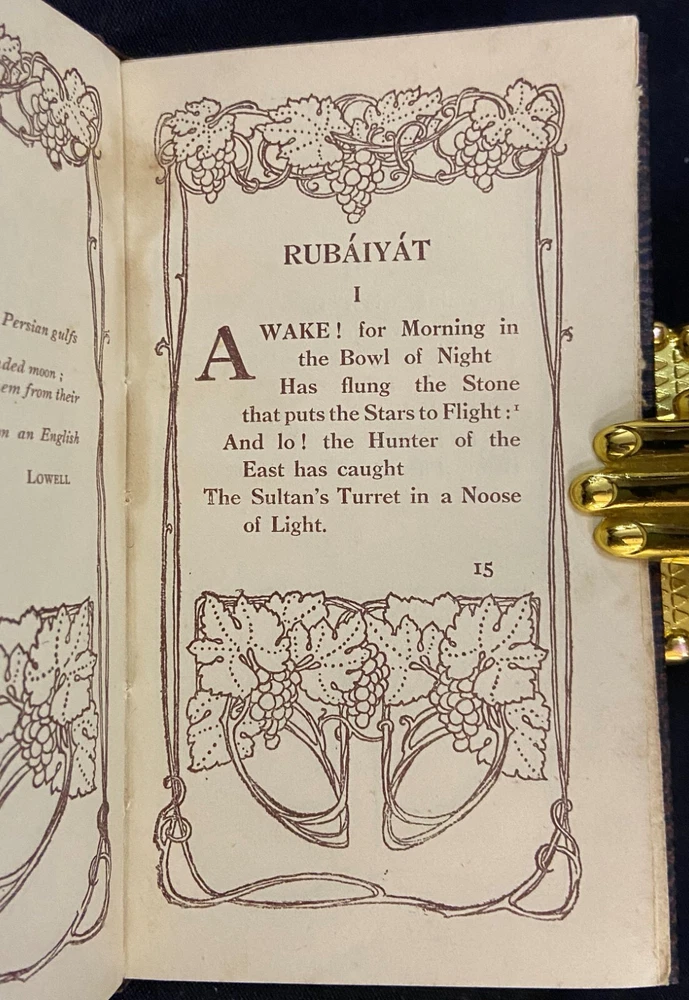 Persian gulfs
ded moon ;
em from their
n an English
LOWELL
RUBÁIYÁT
I
AWAKE! for Morning in
the Bowl of Night
Has flung the Stone
that puts the Stars to Flight :¹
And lo! the Hunter of the
East has caught
The Sultan's Turret in a Noose
of Light.
15